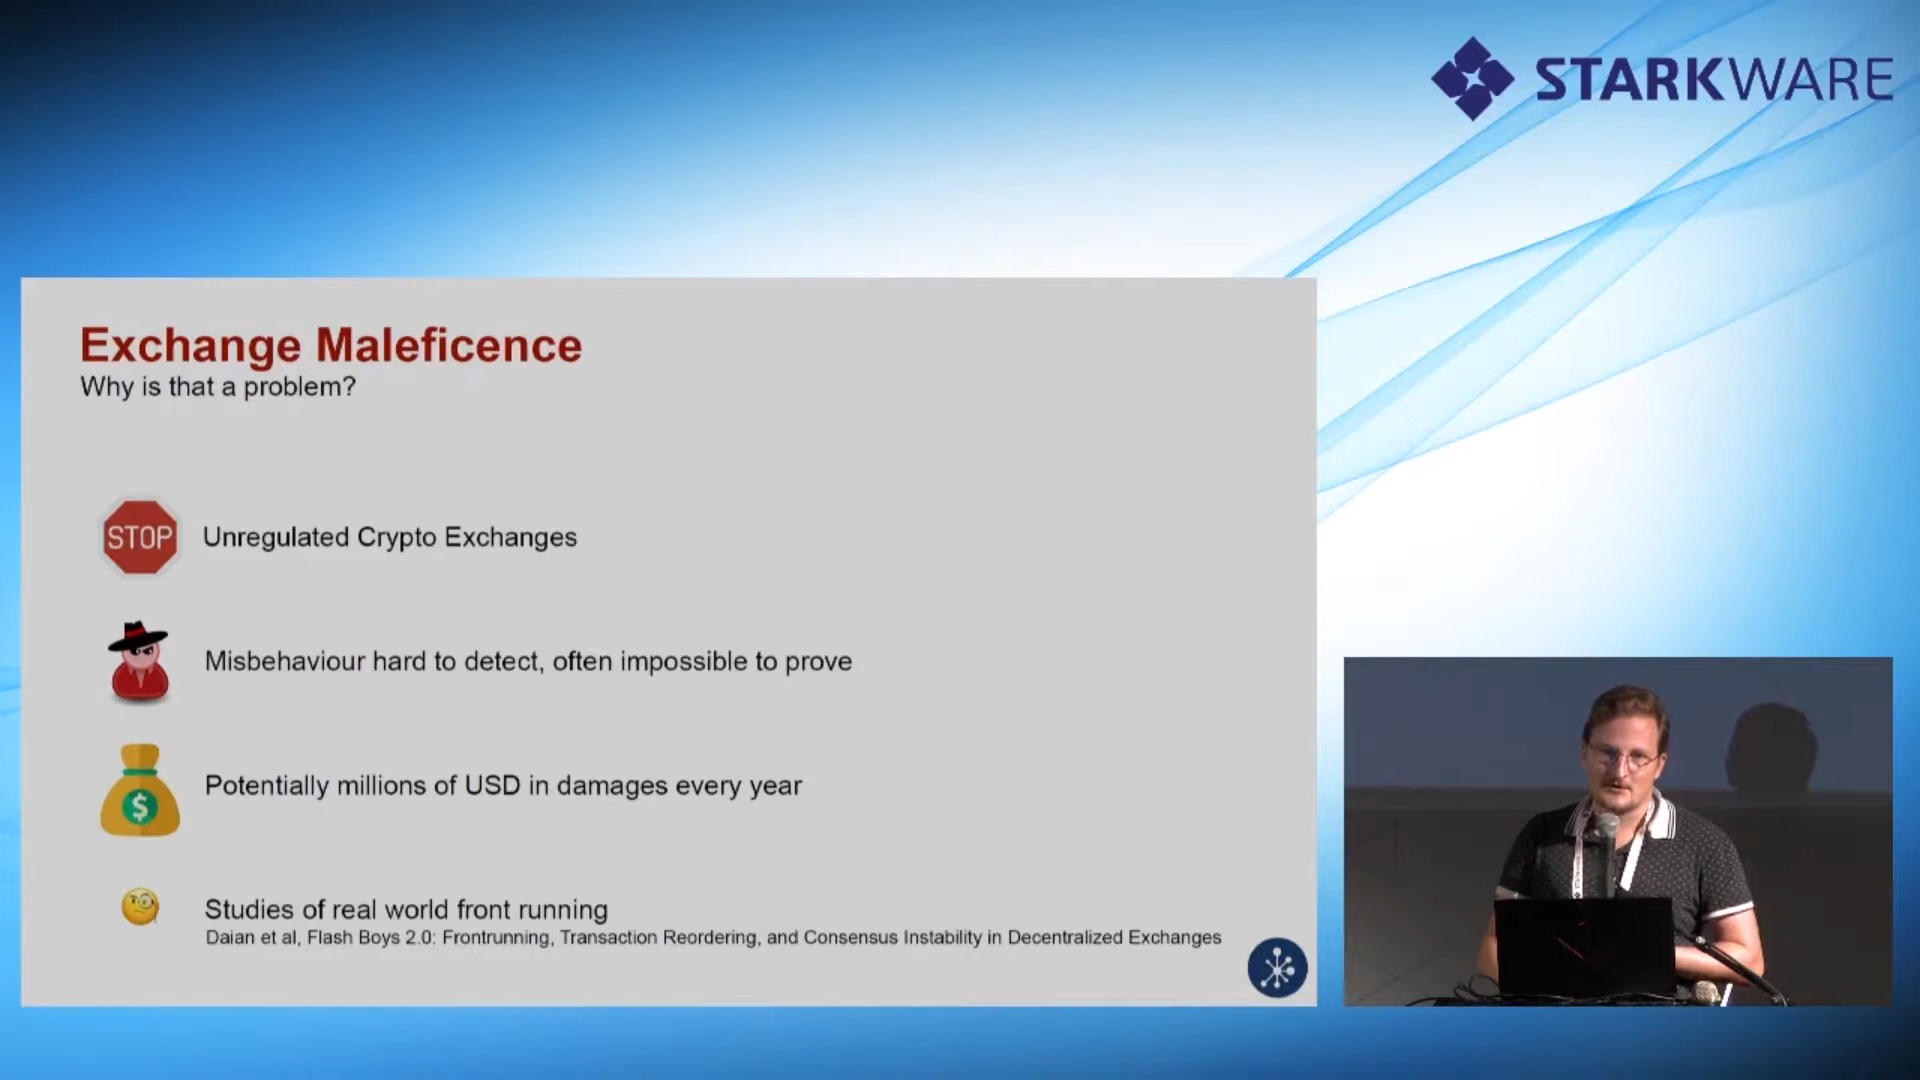 STARKWARE
Exchange Maleficence
Why is that a problem?
STOP
Unregulated Crypto Exchanges
Misbehaviour hard to detect, often impossible to prove
$
Potentially millions of USD in damages every year
Studies of real world front running
Daian et al, Flash Boys 2.0: Frontrunning, Transaction Reordering, and Consensus Instability in Decentralized Exchanges